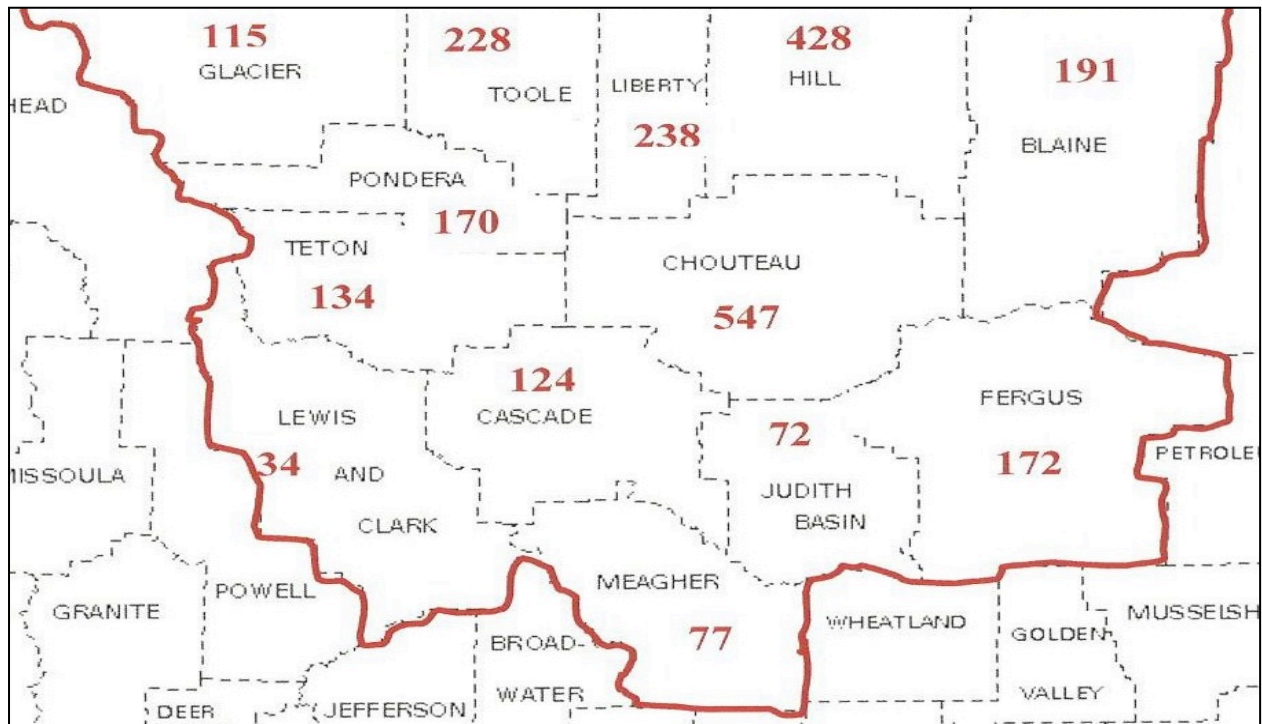 115
GLACIER
228
TOOLE
LIBERTY
238
428
HILL
191
BLAINE
HEAD
PONDERA
170
TETON
134
CHOUTEAU
547
124
CASCADE
LEWIS
34 AND
CLARK
72
JUDITH
BASIN
FERGUS
172
PETROLEU
MISSOULA
GRANITE
POWELL
MEAGHER
77
BROAD-
WATER
WHEATLAND
GOLDEN
VALLEY
MUSSELSH
DEER
JEFFERSON